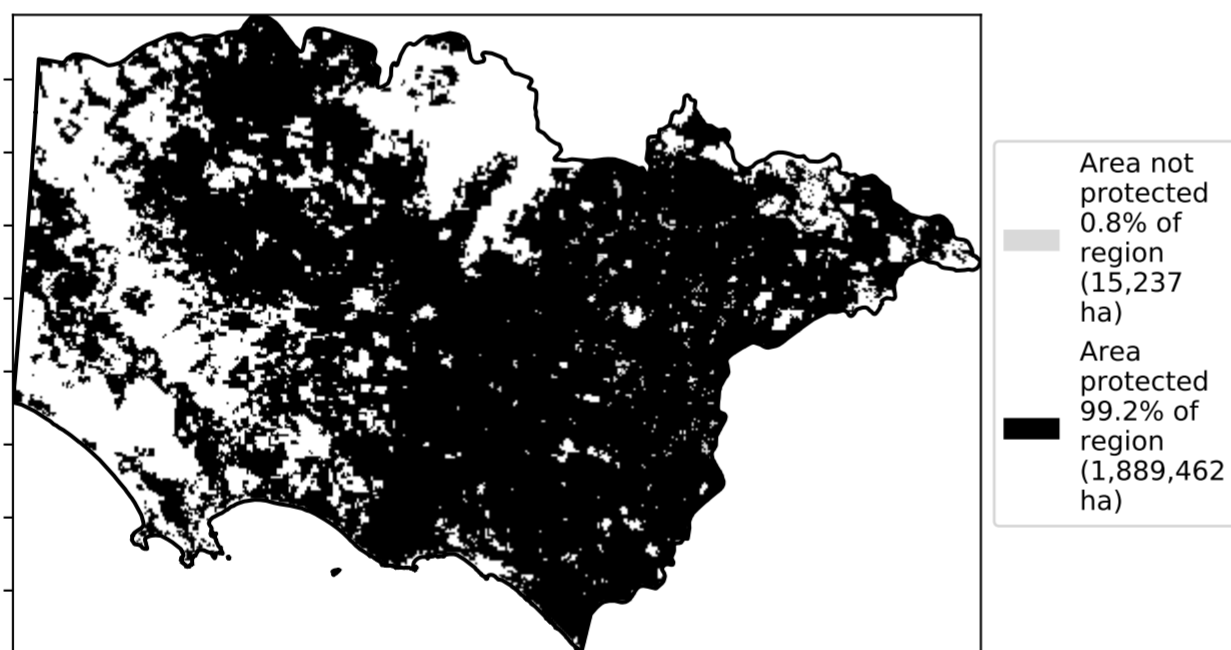 Area not
protected
0.8% of
region
(15,237
ha)
Area
protected
99.2% of
region
(1,889,462
ha)